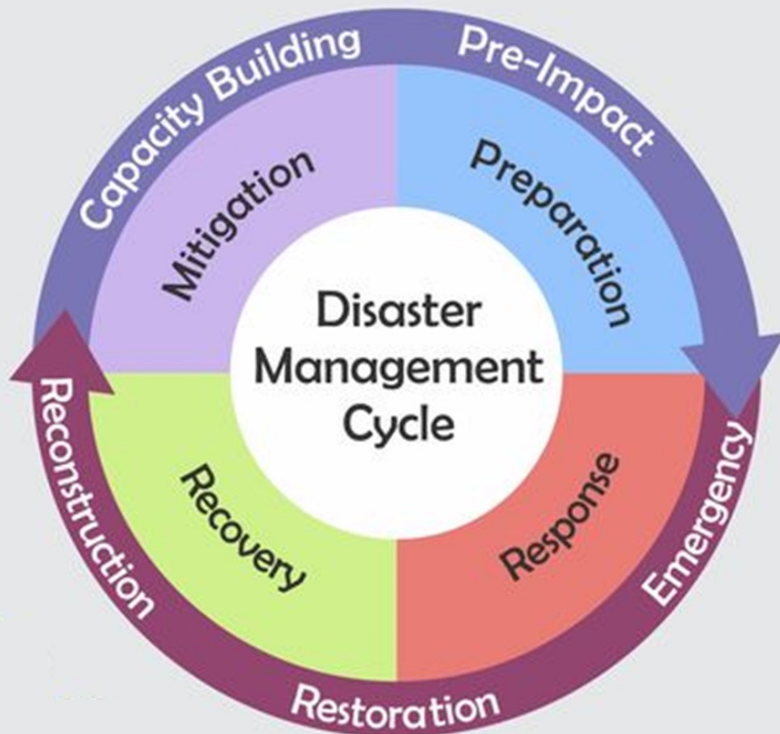 Capacity Building
Pre-Impact
Mitigation
Preparation
Disaster
Management
Cycle
Recovery
Response
Reconstruction
Emergency
Restoration